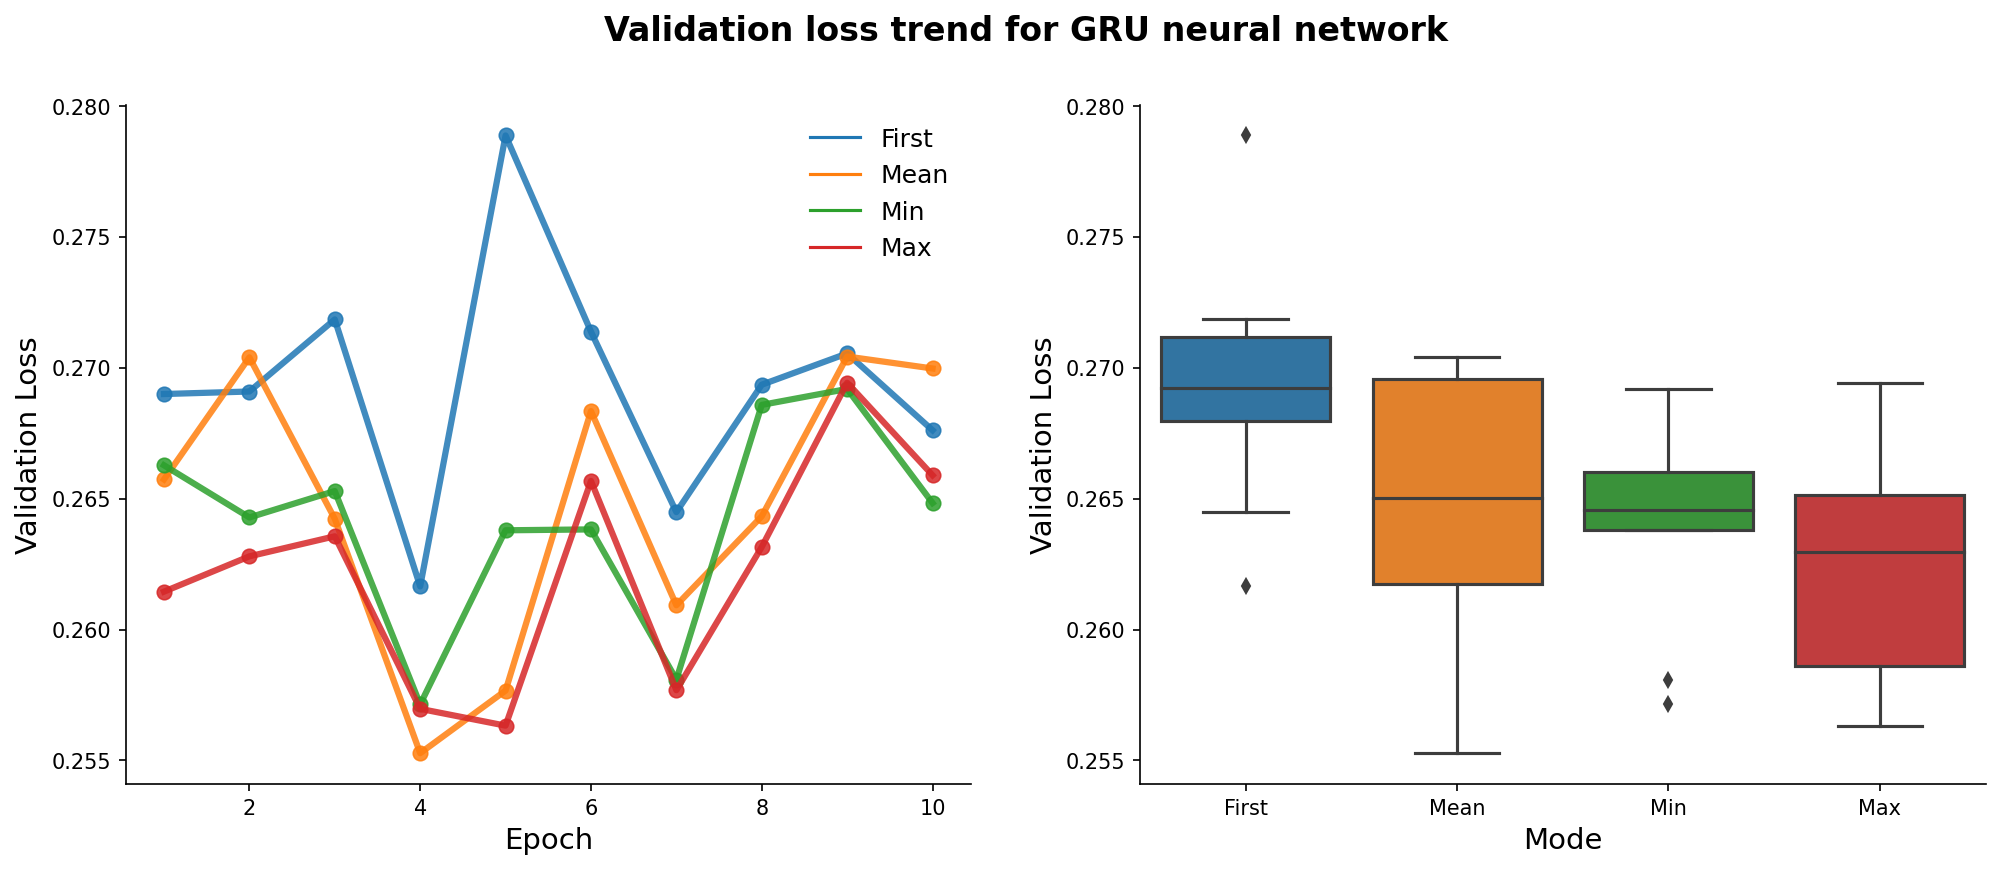 Validation loss trend for GRU neural network
Validation Loss
0.280
0.275
0.270
0.265
0.260
0.255
2
4
6
8
10
Epoch
First
Mean
Min
Max
Validation Loss
0.280
0.275
0.270
0.265
0.260
0.255
First
Mean
Min
Max
Mode